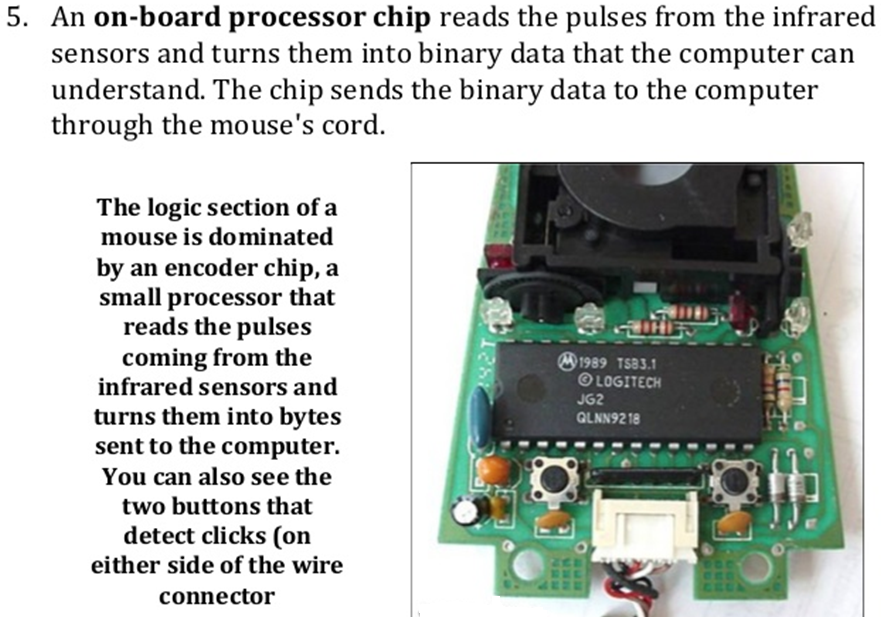 5. An on-board processor chip reads the pulses from the infrared
sensors and turns them into binary data that the computer can
understand. The chip sends the binary data to the computer
through the mouse's cord.
The logic section of a
mouse is dominated
by an encoder chip, a
small processor that
reads the pulses
coming from the
infrared sensors and
turns them into bytes
sent to the computer.
You can also see the
two buttons that
detect clicks (on
either side of the wire
connector
1989 TSB3.1
© LOGITECH
JG2
QLNN9218